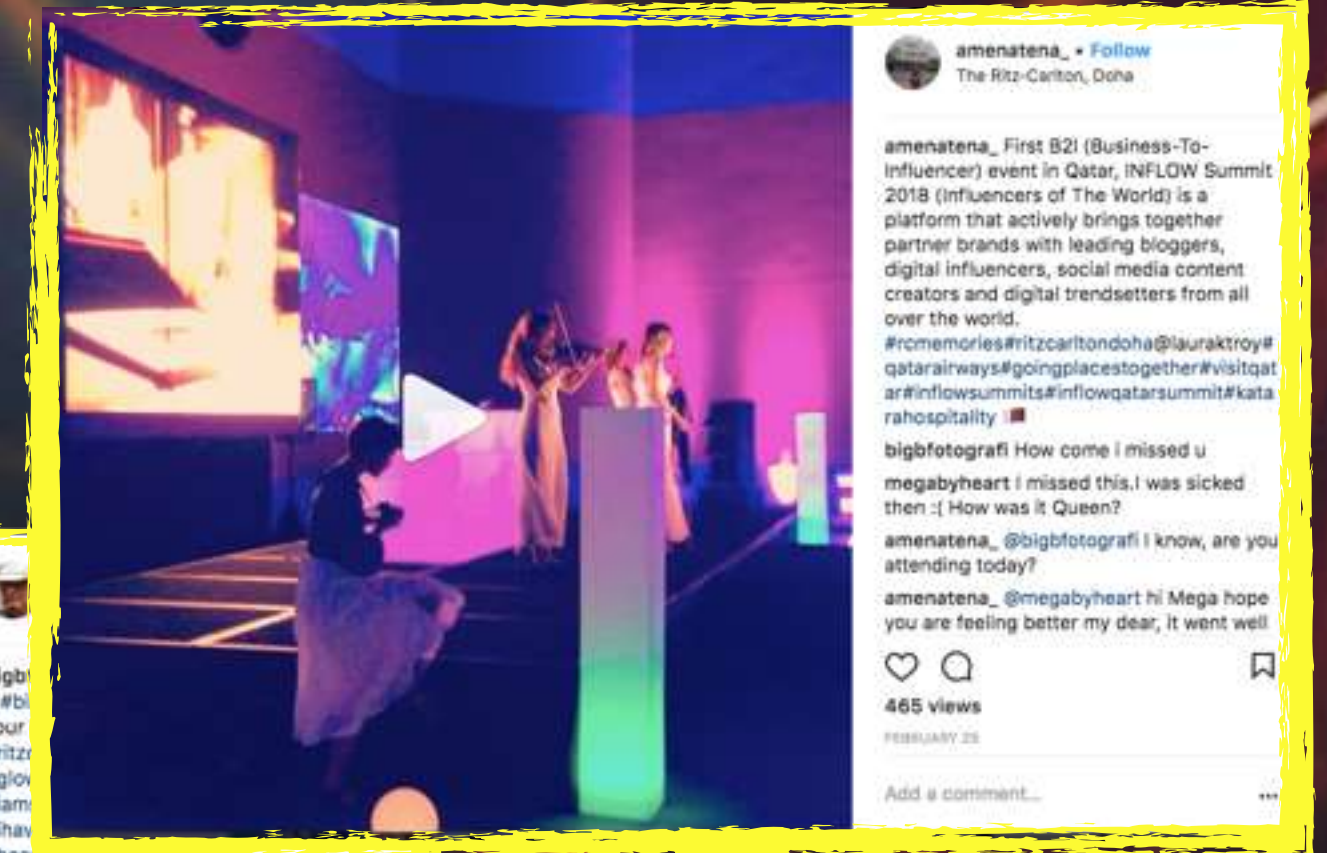 amenatena_ • Follow
The Ritz-Carlton, Doha
amenatena_ First B2I (Business-To-
Influencer) event in Qatar, INFLOW Summit
2018 (Influencers of The World) is a
platform that actively brings together
partner brands with leading bloggers,
digital influencers, social media content
creators and digital trendsetters from all
over the world.
#rcmemories#ritzcarltondoha@lauraktroy#
qatarairways#goingplacestogether#visitqat
ar#inflowsummits#inflowqatarsummit#kata
rahospitality 🇶🇦
bigbfotografi How come i missed u
megabyheart I missed this.I was sicked
then :( How was it Queen?
amenatena_ @bigbfotografi I know, are you
attending today?
amenatena_ @megabyheart hi Mega hope
you are feeling better my dear, it went well
465 views
Add a comment...